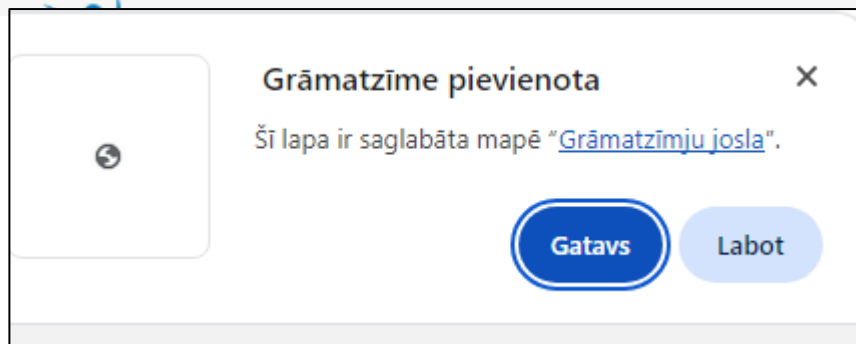 Grāmatzīme pievienota
Šī lapa ir saglabāta mapē “Grāmatzīmju josla”.
Gatavs Labot